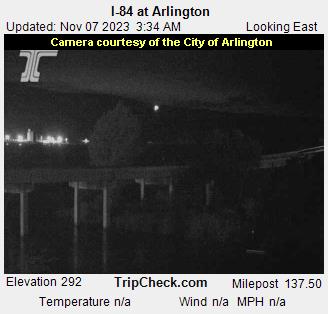 I-84 at Arlington
Updated: Nov 07 2023 3:34 AM Looking East
Camera courtesy of the City of Arlington
Elevation 292 TripCheck.com Milepost 137.50
Temperature n/a Wind n/a MPH n/a